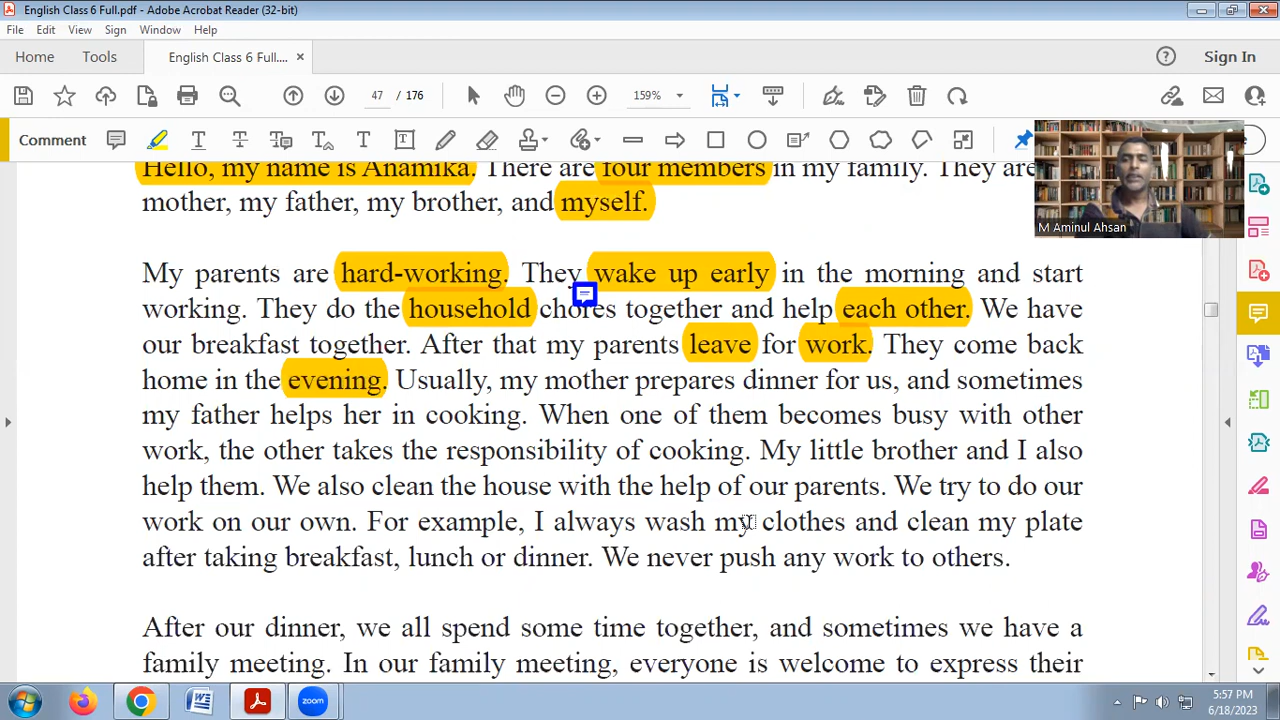 English Class 6 Full.pdf - Adobe Acrobat Reader (32-bit)
File Edit View Sign Window Help
Home Tools English Class 6 Full.... × Sign In
47 / 176 159%
Comment
M Aminul Ahsan
Hello, my name is Anamika. There are four members in my family. They are
mother, my father, my brother, and myself.
My parents are hard-working. They wake up early in the morning and start
working. They do the household chores together and help each other. We have
our breakfast together. After that my parents leave for work. They come back
home in the evening. Usually, my mother prepares dinner for us, and sometimes
my father helps her in cooking. When one of them becomes busy with other
work, the other takes the responsibility of cooking. My little brother and I also
help them. We also clean the house with the help of our parents. We try to do our
work on our own. For example, I always wash my clothes and clean my plate
after taking breakfast, lunch or dinner. We never push any work to others.
After our dinner, we all spend some time together, and sometimes we have a
family meeting. In our family meeting, everyone is welcome to express their
zoom
5:57 PM
6/18/2023